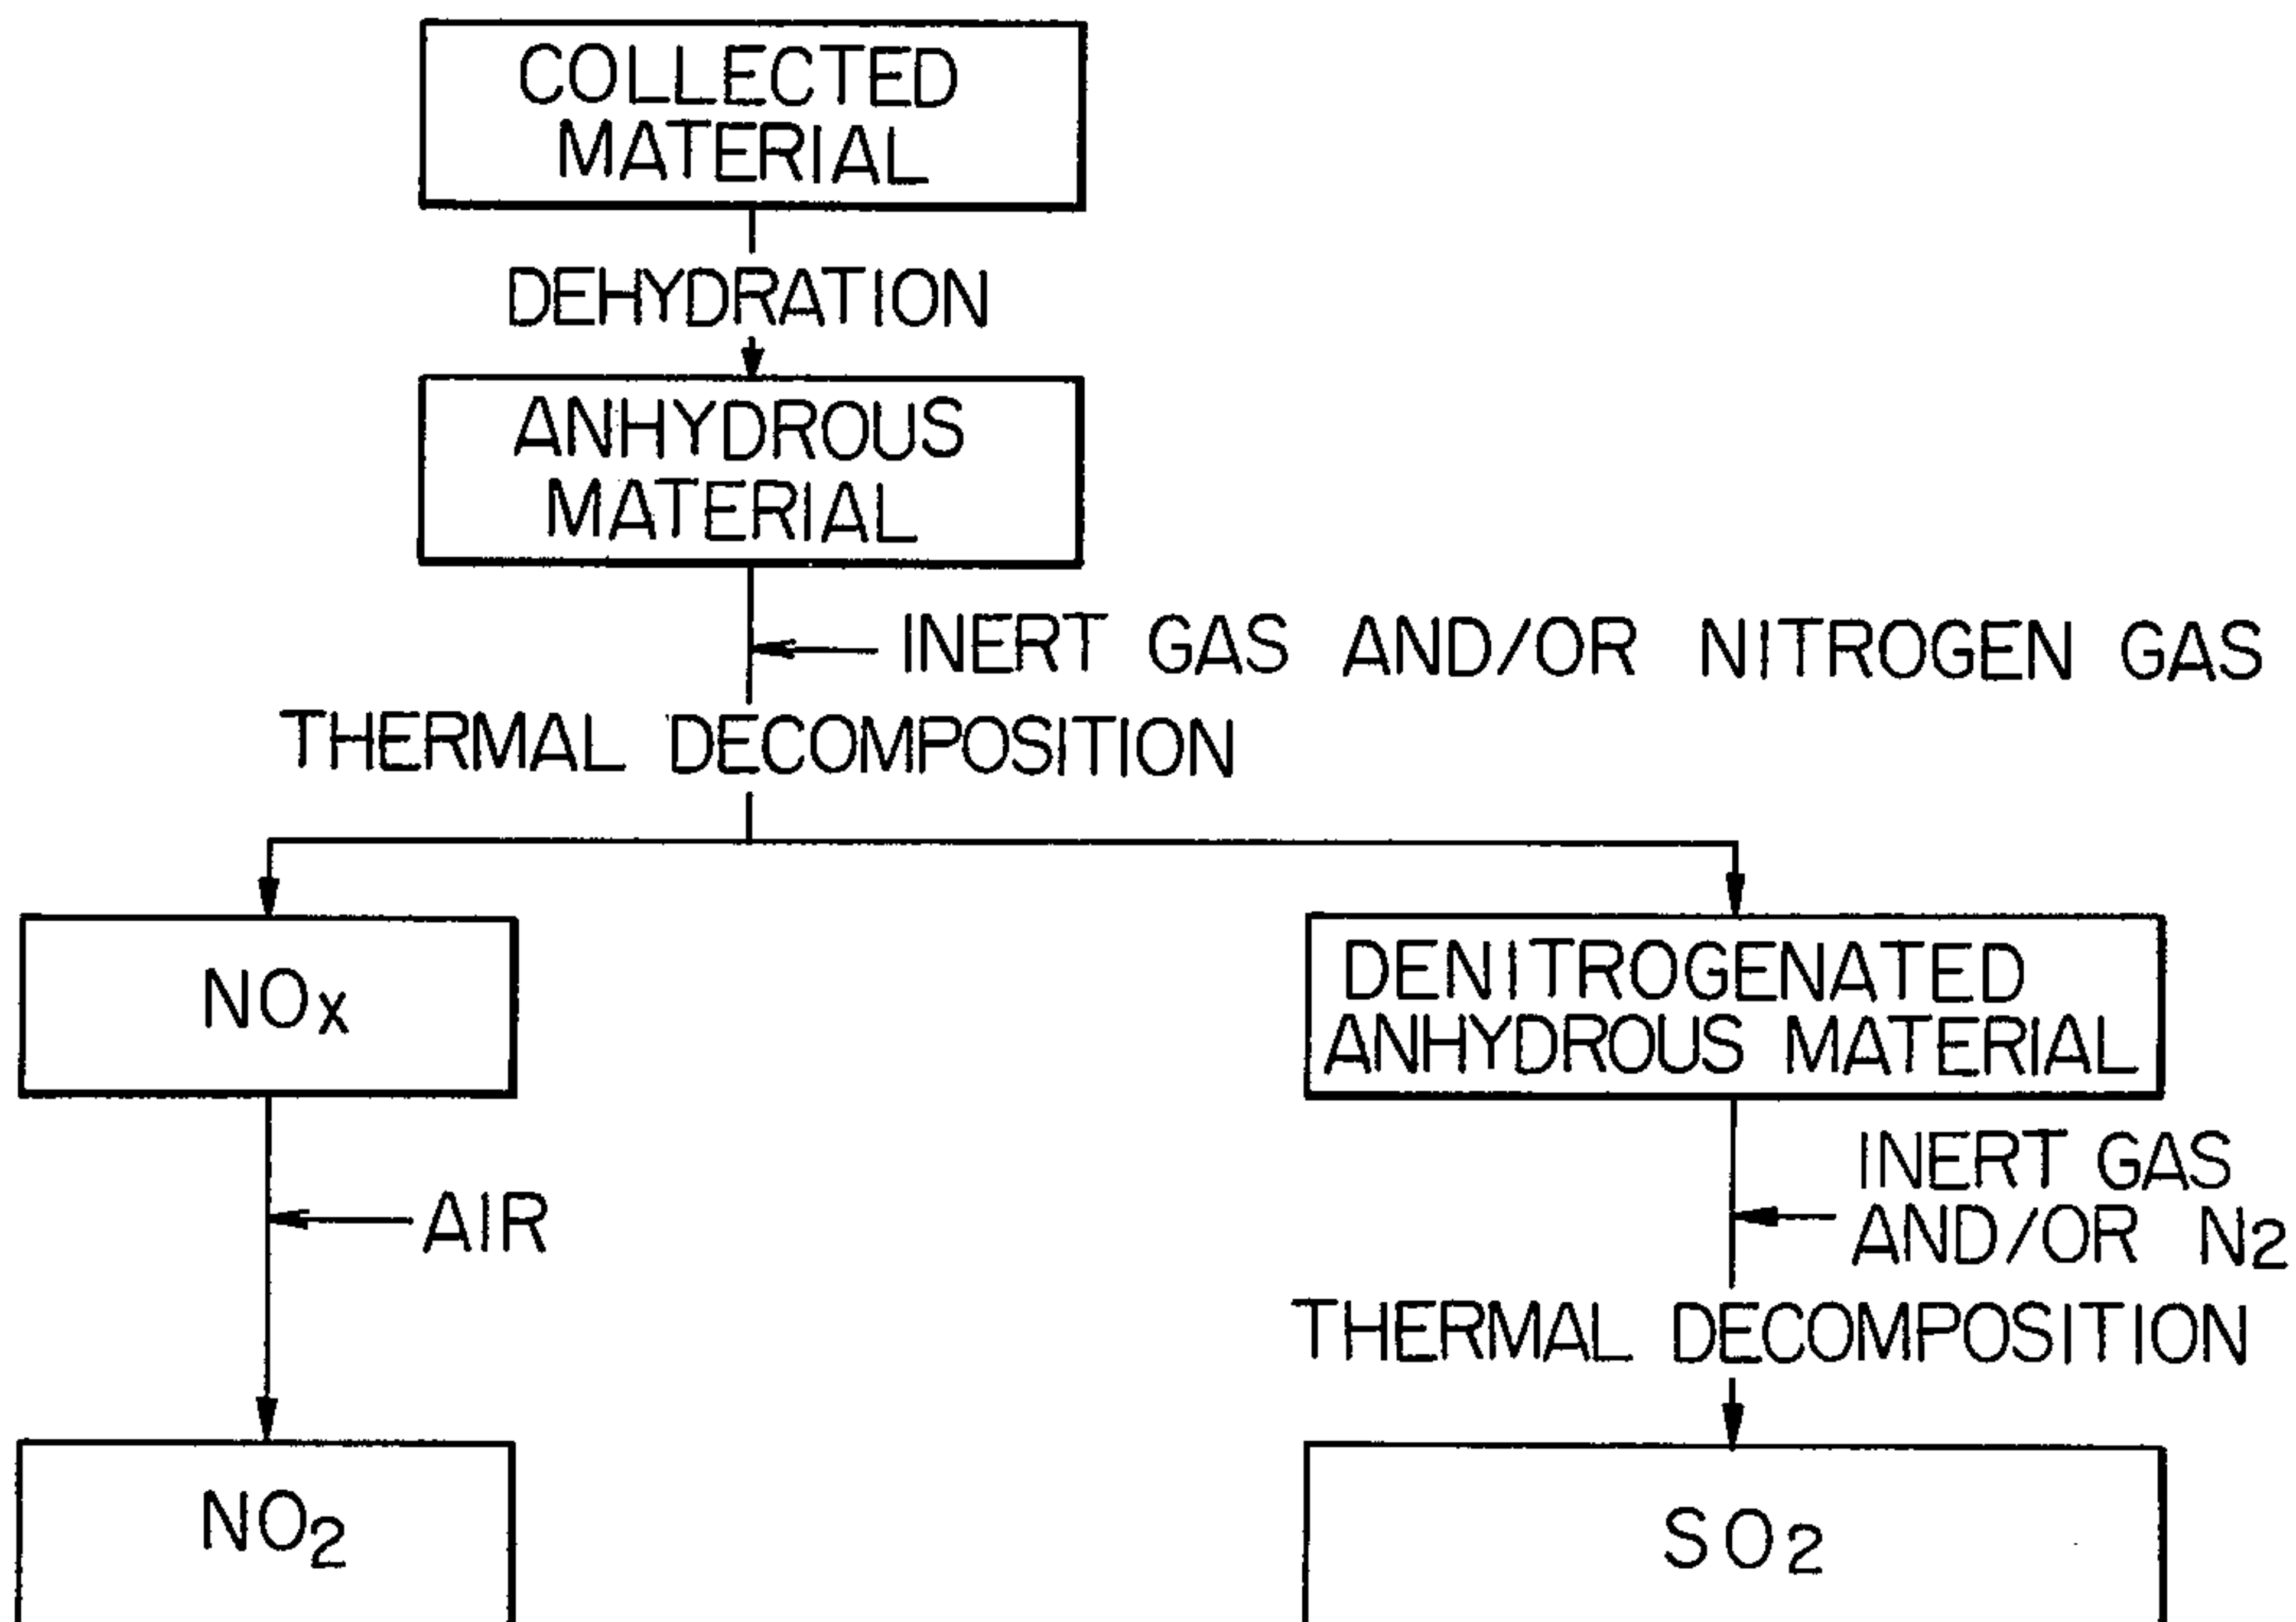 COLLECTED
MATERIAL
DEHYDRATION
ANHYDROUS
MATERIAL
INERT GAS AND/OR NITROGEN GAS
THERMAL DECOMPOSITION
NOx
DENITROGENATED
ANHYDROUS MATERIAL
AIR
INERT GAS
AND/OR N2
THERMAL DECOMPOSITION
NO2
SO2